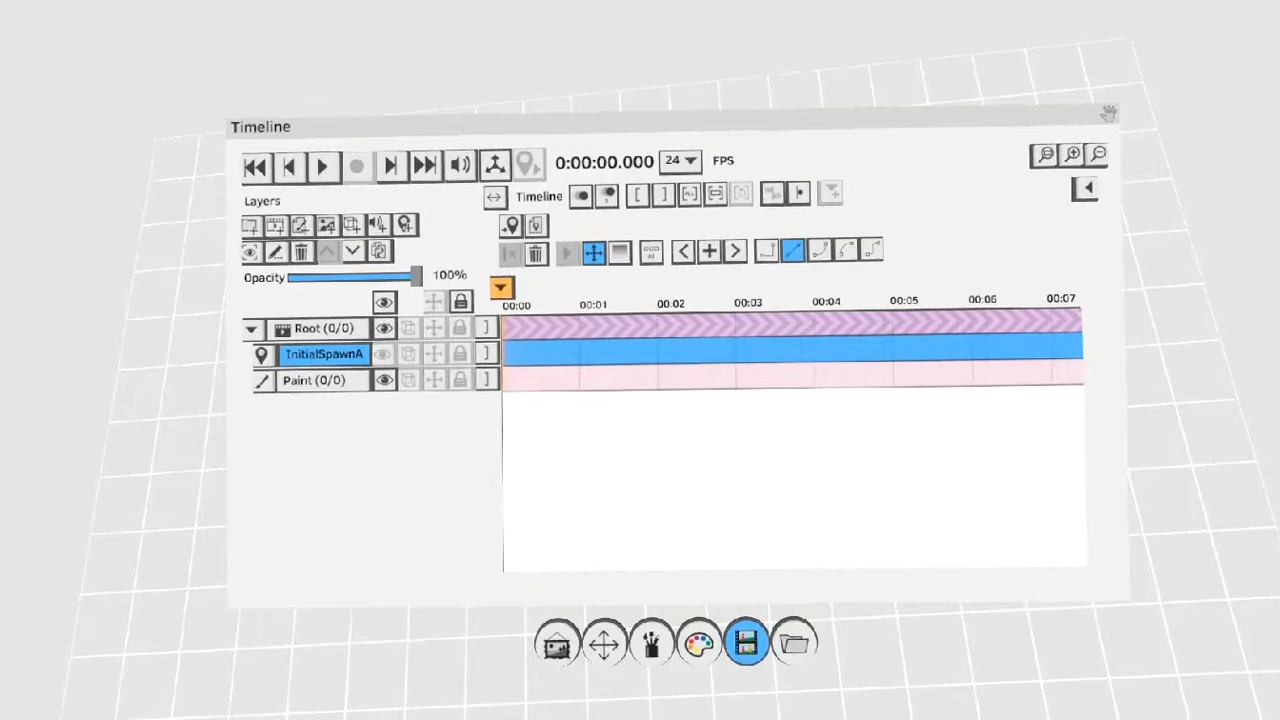 Timeline
0:00:00.000 24 FPS
Layers Timeline
Opacity 100%
00:00 00:01 00:02 00:03 00:04 00:05 00:06 00:07
Root (0/0)
InitialSpawnA
Paint (0/0)